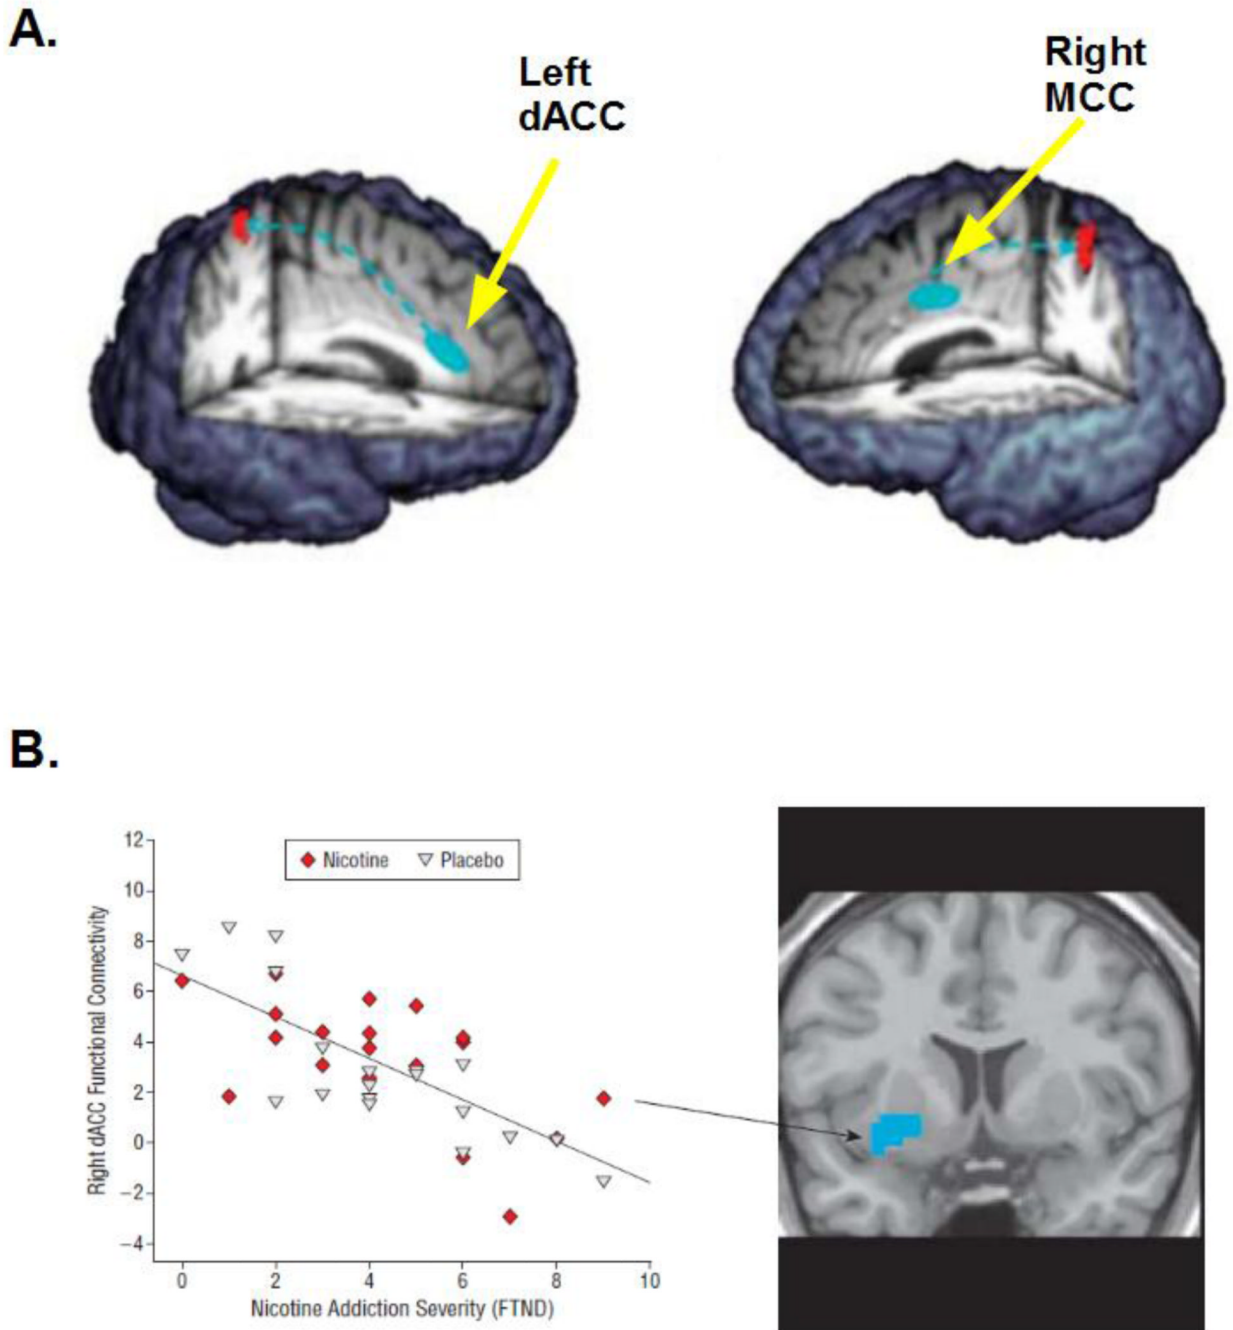 A.
Left
dACC
Right
MCC
B.
12
10
8
6
4
2
0
−2
−4
Right dACC Functional Connectivity
Nicotine Placebo
0 2 4 6 8 10
Nicotine Addiction Severity (FTND)